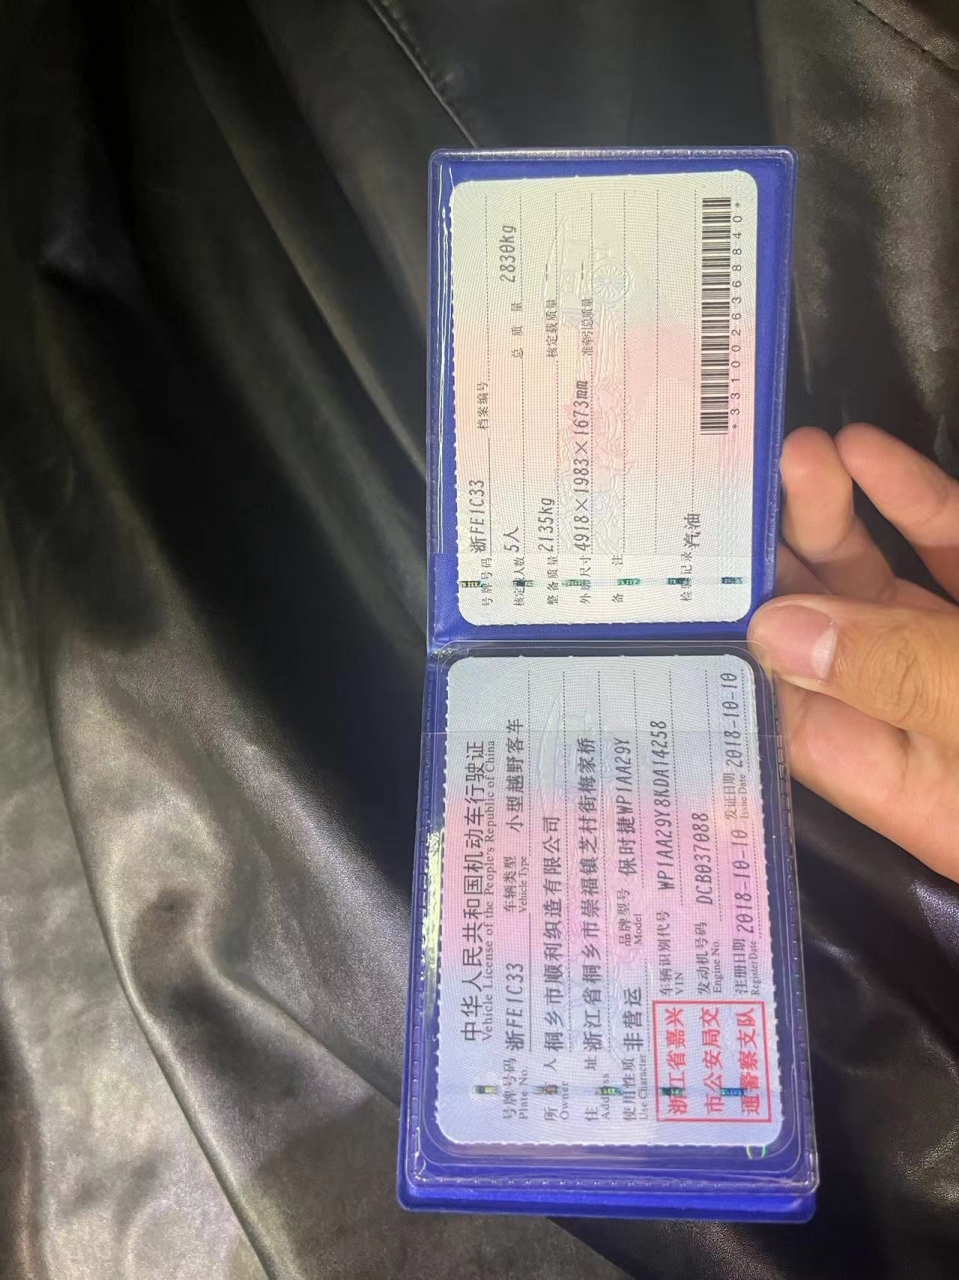 中华人民共和国机动车行驶证
Vehicle License of the People's Republic of China
号牌号码 浙FE1C33 车辆类型 小型越野客车
Plate No. Vehicle Type
所有人 桐乡市顺利织造有限公司
Owner
住址 浙江省桐乡市崇福镇芝村街梅家桥
Address
使用性质 非营运 品牌型号 保时捷WP1AA29Y
Use Character Model
车辆识别代号 WP1AA29Y8KDA14258
VIN
发动机号码 DCB037088
Engine No.
注册日期 2018-10-10 发证日期 2018-10-10
Register Date Issue Date
浙江省嘉兴
市公安局交
通警察支队
号牌号码 浙FE1C33 档案编号
核定载人数 5人 总质量 2830kg
整备质量 2135kg 核定载质量 --
外廓尺寸 4918×1983×1673mm 准牵引总质量 --
备注
检验记录 汽油
*3310026368840*